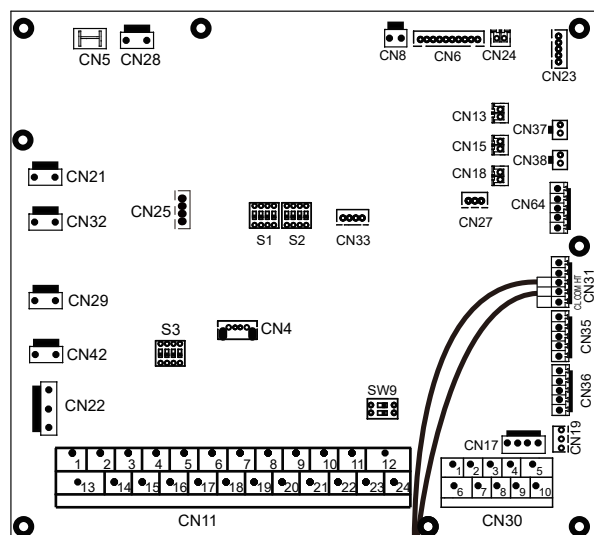 CN5
CN28
CN8
CN6
CN24
CN23
CN13
CN37
CN15
CN38
CN18
CN21
CN25
CN32
S1
S2
CN33
CN27
CN64
CL COM HT
CN31
CN29
CN4
S3
CN35
CN42
CN22
SW9
CN36
CN17
CN19
1 2 3 4 5 6 7 8 9 10 11 12
13 14 15 16 17 18 19 20 21 22 23 24
CN11
1 2 3 4 5
6 7 8 9 10
CN30